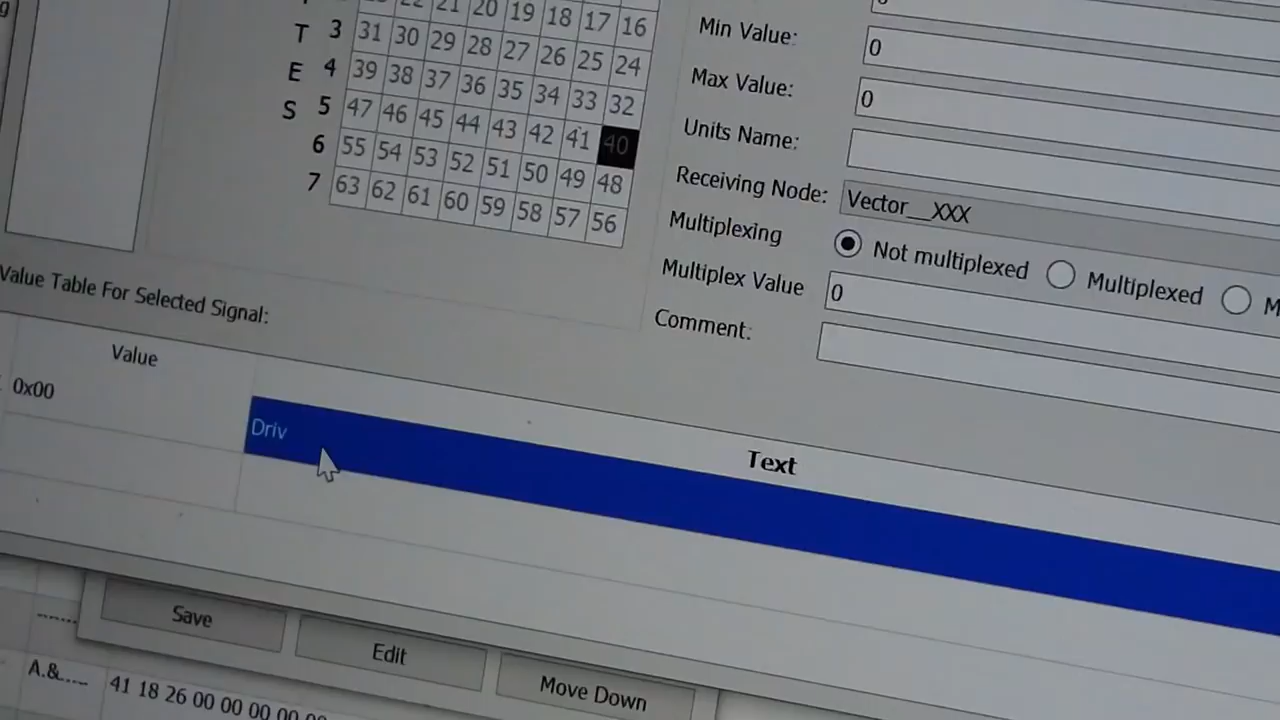 22 21 20 19 18 17 16
T 3 31 30 29 28 27 26 25 24
E 4 39 38 37 36 35 34 33 32
S 5 47 46 45 44 43 42 41 40
6 55 54 53 52 51 50 49 48
7 63 62 61 60 59 58 57 56
Min Value: 0
Max Value: 0
Units Name:
Receiving Node: Vector__XXX
Multiplexing Not multiplexed Multiplexed M
Multiplex Value 0
Comment:
Value Table For Selected Signal:
Value Text
0x00 Driv
Save Edit Move Down
A.&..... 41 18 26 00 00 00 00 00